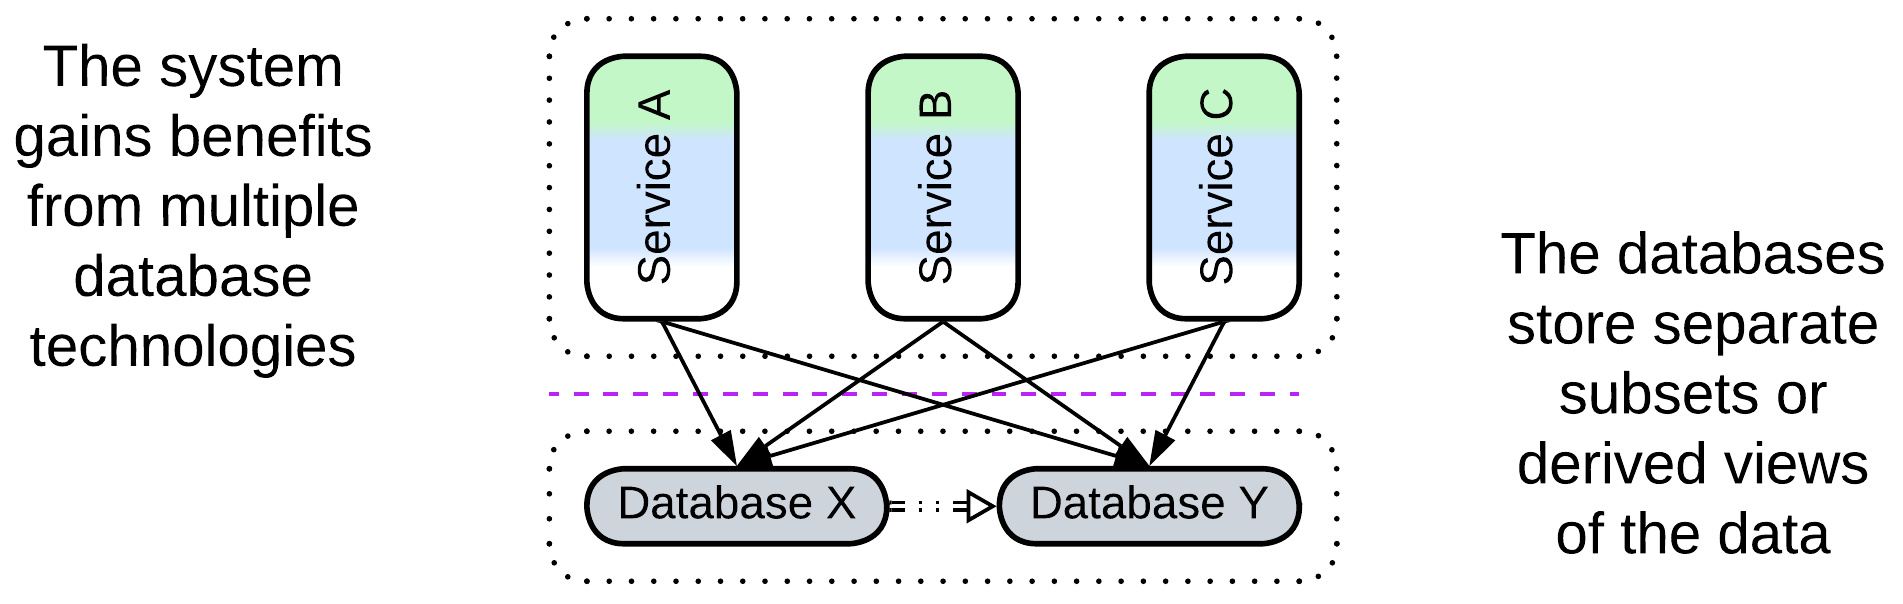 The system
gains benefits
from multiple
database
technologies
Service A
Service B
Service C
Database X
Database Y
The databases
store separate
subsets or
derived views
of the data